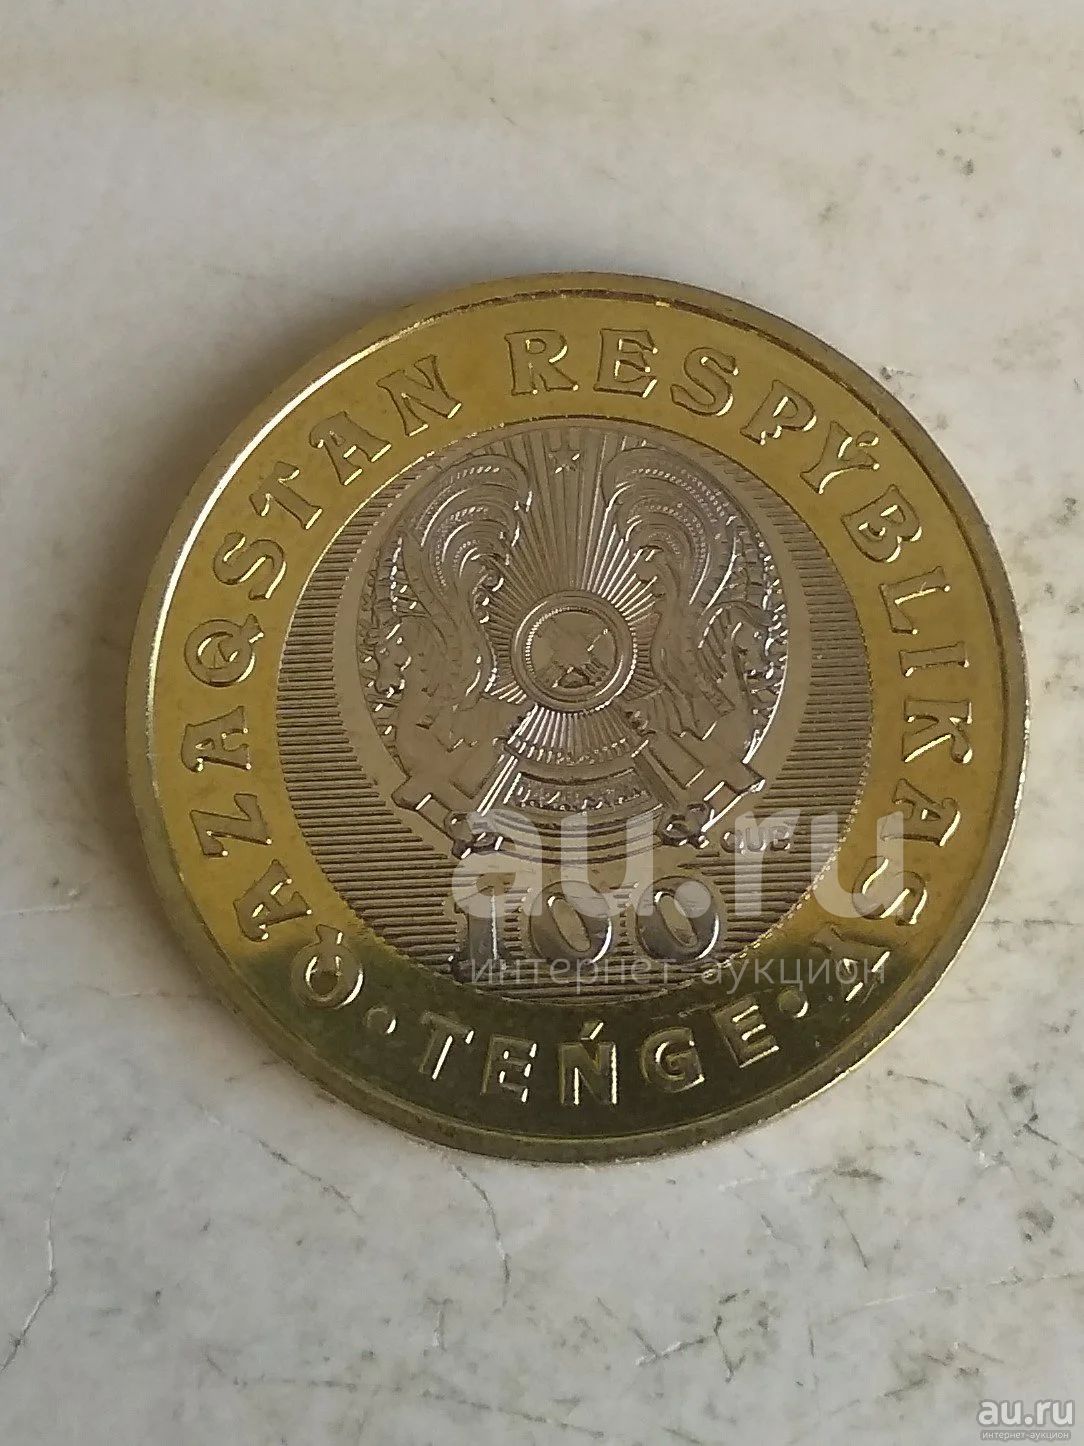 QAZAQSTAN RESPÝBLIKASY
100
• TEŃGE •
au.ru
интернет-аукцион
au.ru
интернет-аукцион